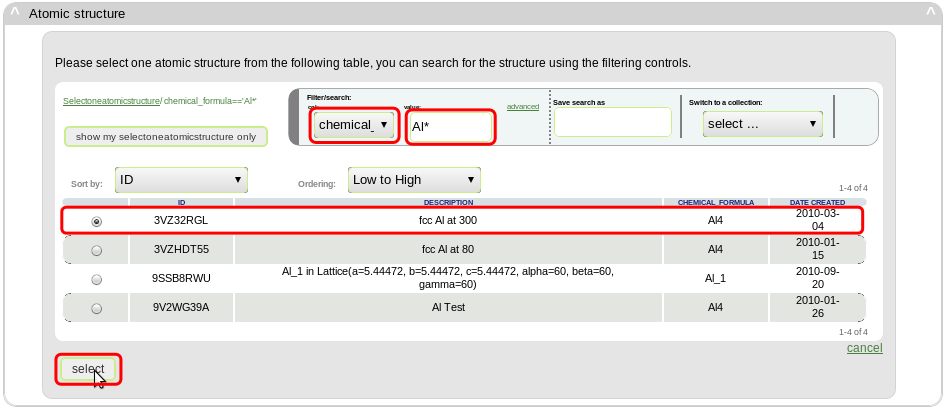 ^ Atomic structure ^
Please select one atomic structure from the following table, you can search for the structure using the filtering controls.
Selectoneatomicstructure/ chemical_formula=='Al*'
show my selectoneatomicstructure only
Filter/search:
col: value:
chemical_ ▼ Al*
advanced
Save search as
Switch to a collection:
select ... ▼
Sort by: ID ▼ Ordering: Low to High ▼
1-4 of 4
ID DESCRIPTION CHEMICAL_FORMULA DATE CREATED
3VZ32RGL fcc Al at 300 Al4 2010-03-
04
3VZHDT55 fcc Al at 80 Al4 2010-01-
15
9SSB8RWU Al_1 in Lattice(a=5.44472, b=5.44472, c=5.44472, alpha=60, beta=60, Al_1 2010-09-
gamma=60) 20
9V2WG39A Al Test Al4 2010-01-
26
1-4 of 4
cancel
select